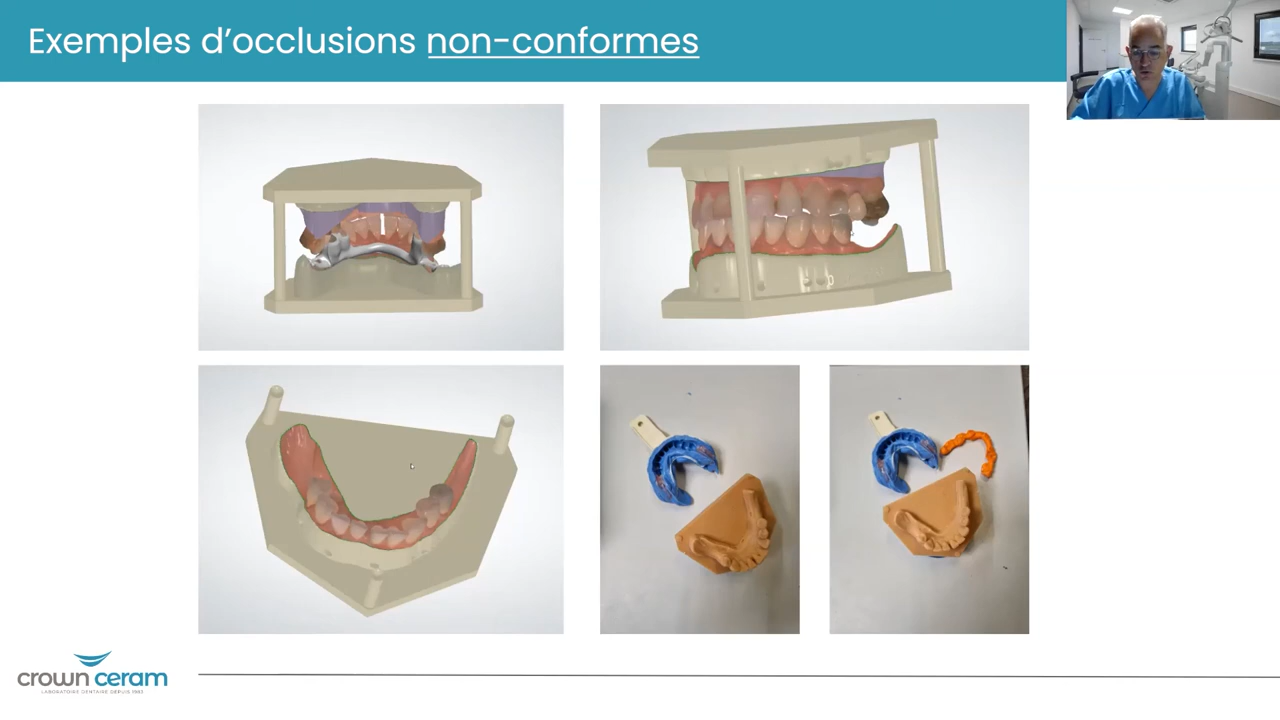 Exemples d'occlusions non-conformes
crown ceram
LABORATOIRE DENTAIRE DEPUIS 1983